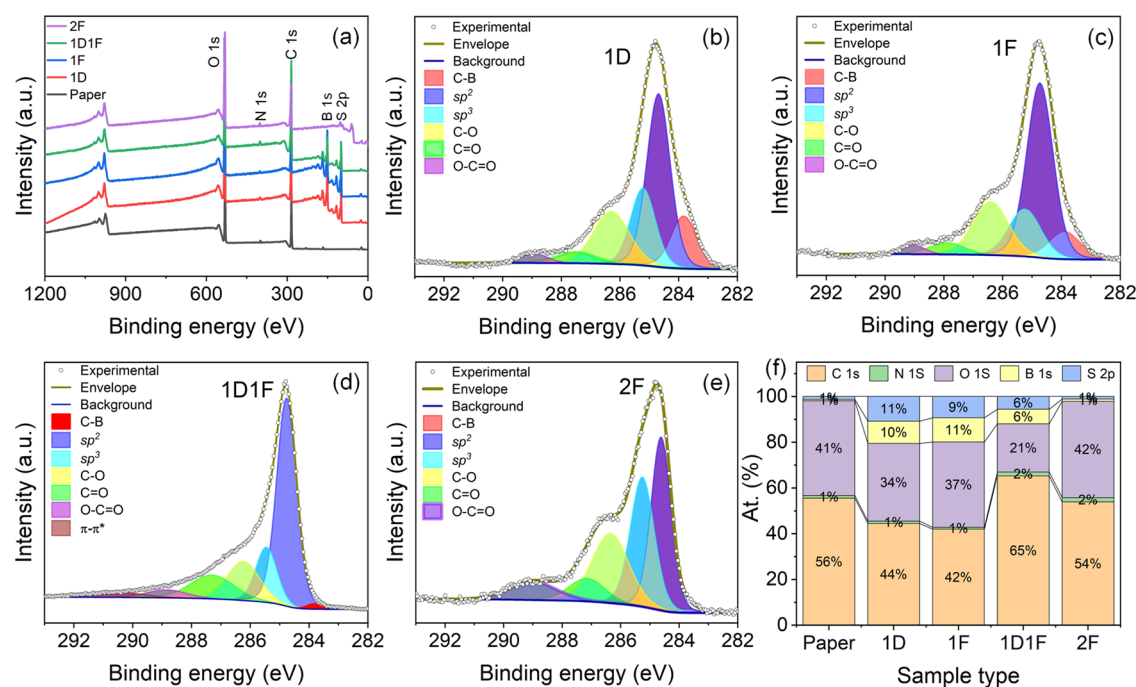 (a)
2F
1D1F
1F
1D
Paper
O 1s
N 1s
C 1s
B 1s
S 2p
Intensity (a.u.)
1200 900 600 300 0
Binding energy (eV)
(b)
1D
Experimental
Envelope
Background
C-B
sp²
sp³
C-O
C=O
O-C=O
Intensity (a.u.)
292 290 288 286 284 282
Binding energy (eV)
(c)
1F
Experimental
Envelope
Background
C-B
sp²
sp³
C-O
C=O
O-C=O
Intensity (a.u.)
292 290 288 286 284 282
Binding energy (eV)
(d)
1D1F
Experimental
Envelope
Background
C-B
sp²
sp³
C-O
C=O
O-C=O
π-π*
Intensity (a.u.)
292 290 288 286 284 282
Binding energy (eV)
(e)
2F
Experimental
Envelope
Background
C-B
sp²
sp³
C-O
C=O
O-C=O
Intensity (a.u.)
292 290 288 286 284 282
Binding energy (eV)
(f)
C 1s N 1S O 1S B 1s S 2p
At. (%)
100
80
60
40
20
0
1% 11% 9% 6% 1%
1% 10% 11% 6% 1%
41% 34% 37% 21% 42%
1% 1% 1% 2% 2%
56% 44% 42% 65% 54%
Paper 1D 1F 1D1F 2F
Sample type